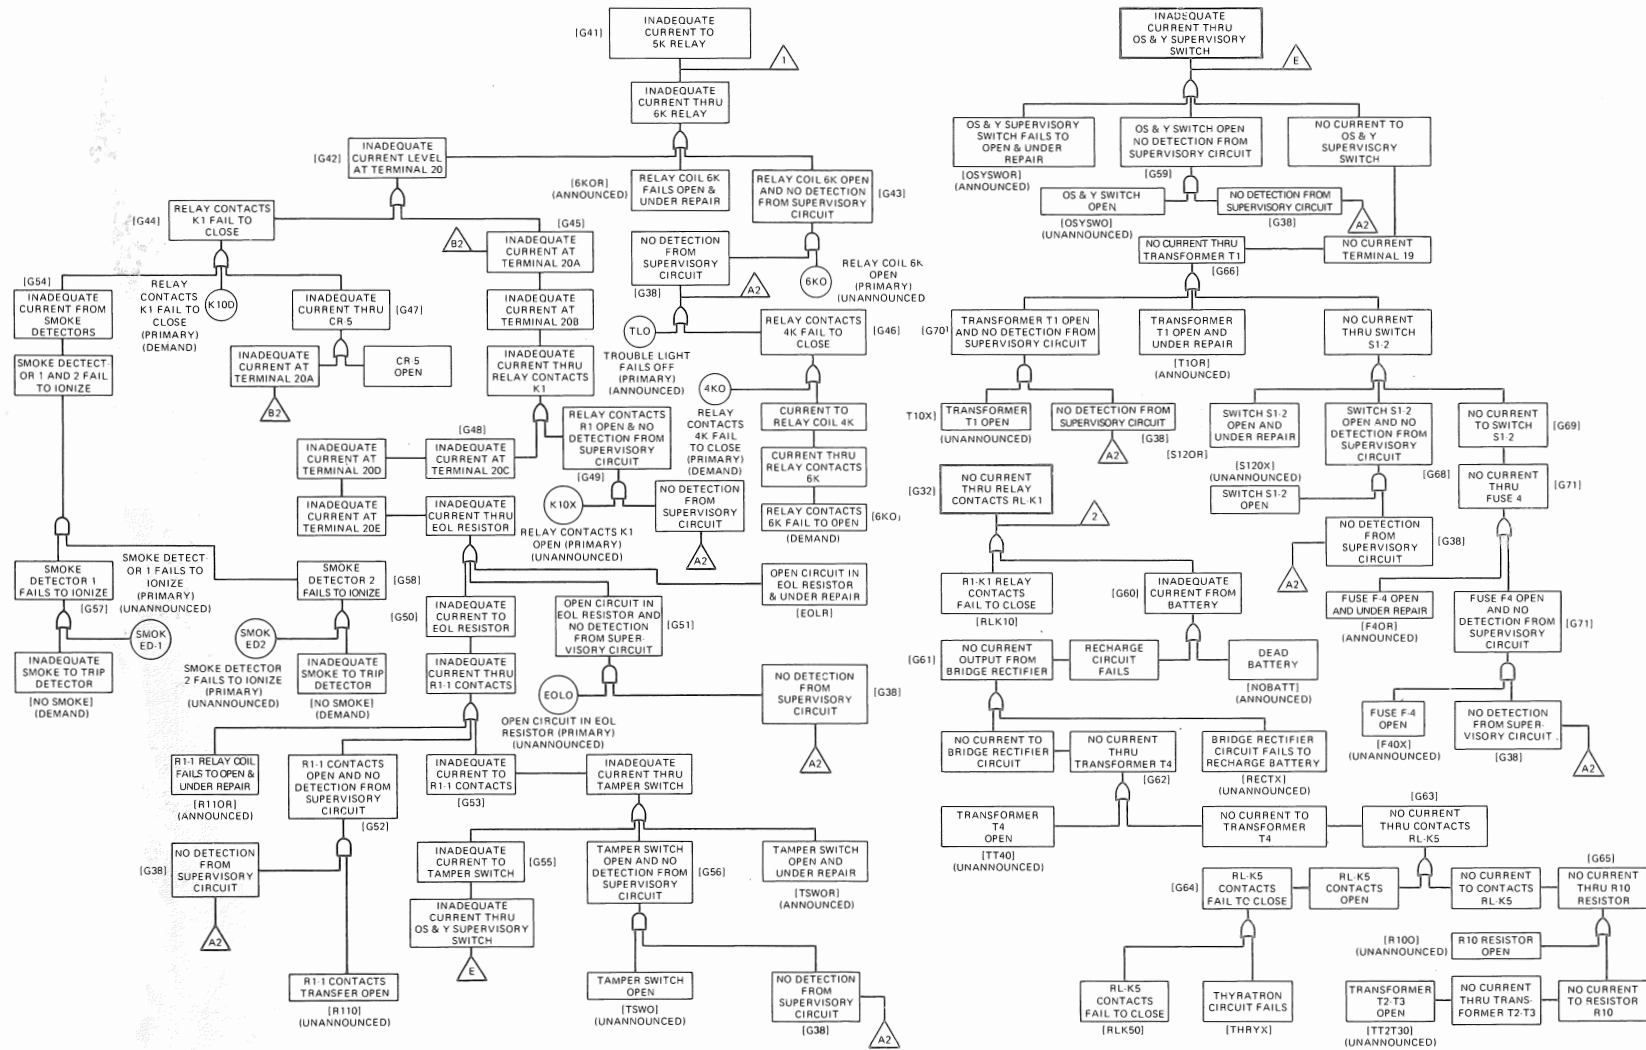 [G41]
INADEQUATE
CURRENT TO
5K RELAY
1
INADEQUATE
CURRENT THRU
6K RELAY
[G42]
INADEQUATE
CURRENT LEVEL
AT TERMINAL 20
[6KOR]
(ANNOUNCED)
RELAY COIL 6K
FAILS OPEN &
UNDER REPAIR
RELAY COIL 6K OPEN
AND NO DETECTION
FROM SUPERVISORY
CIRCUIT
[G43]
[G44]
RELAY CONTACTS
K1 FAIL TO
CLOSE
[G45]
B2
INADEQUATE
CURRENT AT
TERMINAL 20A
NO DETECTION
FROM
SUPERVISORY
CIRCUIT
[G38]
A2
6KO
RELAY COIL 6K
OPEN
(PRIMARY)
(UNANNOUNCED
[G54]
INADEQUATE
CURRENT FROM
SMOKE
DETECTORS
RELAY
CONTACTS
K1 FAIL TO
CLOSE
(PRIMARY)
(DEMAND)
K10D
INADEQUATE
CURRENT THRU
CR-5
[G47]
INADEQUATE
CURRENT AT
TERMINAL 20B
TLO
TROUBLE LIGHT
FAILS OFF
(PRIMARY)
(ANNOUNCED)
RELAY CONTACTS
4K FAIL TO
CLOSE
[G46]
SMOKE DECTECT-
OR 1 AND 2 FAIL
TO IONIZE
INADEQUATE
CURRENT AT
TERMINAL 20A
B2
CR-5
OPEN
INADEQUATE
CURRENT THRU
RELAY CONTACTS
K1
4KO
RELAY
CONTACTS
4K FAIL
TO CLOSE
(PRIMARY)
(DEMAND)
CURRENT TO
RELAY COIL 4K
CURRENT THRU
RELAY CONTACTS
6K
RELAY CONTACTS
6K FAIL TO OPEN
(DEMAND)
[6KO]
RELAY CONTACTS
R1 OPEN & NO
DETECTION FROM
SUPERVISORY
CIRCUIT
[G49]
[G48]
INADEQUATE
CURRENT AT
TERMINAL 20D
INADEQUATE
CURRENT AT
TERMINAL 20C
INADEQUATE
CURRENT AT
TERMINAL 20E
INADEQUATE
CURRENT THRU
EOL RESISTOR
K10X
RELAY CONTACTS K1
OPEN (PRIMARY)
(UNANNOUNCED)
NO DETECTION
FROM
SUPERVISORY
CIRCUIT
A2
SMOKE
DETECTOR 1
FAILS TO IONIZE
[G57]
SMOKE DETECT-
OR 1 FAILS TO
IONIZE
(PRIMARY)
(UNANNOUNCED)
SMOK
ED-1
SMOKE
DETECTOR 2
FAILS TO IONIZE
[G58]
SMOK
ED2
SMOKE DETECTOR
2 FAILS TO IONIZE
(PRIMARY)
(UNANNOUNCED)
INADEQUATE
SMOKE TO TRIP
DETECTOR
[NO SMOKE]
(DEMAND)
INADEQUATE
SMOKE TO TRIP
DETECTOR
[NO SMOKE]
(DEMAND)
[G50]
INADEQUATE
CURRENT TO
EOL RESISTOR
OPEN CIRCUIT IN
EOL RESISTOR AND
NO DETECTION
FROM SUPER-
VISORY CIRCUIT
[G51]
OPEN CIRCUIT IN
EOL RESISTOR
& UNDER REPAIR
[EOLR]
INADEQUATE
CURRENT THRU
R1-1 CONTACTS
EOLO
OPEN CIRCUIT IN EOL
RESISTOR (PRIMARY)
(UNANNOUNCED)
NO DETECTION
FROM
SUPERVISORY
CIRCUIT
[G38]
A2
R1-1 RELAY COIL
FAILS TO OPEN &
UNDER REPAIR
[R11OR]
(ANNOUNCED)
R1-1 CONTACTS
OPEN AND NO
DETECTION FROM
SUPERVISORY
CIRCUIT
[G52]
INADEQUATE
CURRENT TO
R1-1 CONTACTS
[G53]
INADEQUATE
CURRENT THRU
TAMPER SWITCH
[G38]
NO DETECTION
FROM
SUPERVISORY
CIRCUIT
A2
R1-1 CONTACTS
TRANSFER OPEN
[R110]
(UNANNOUNCED)
INADEQUATE
CURRENT TO
TAMPER SWITCH
[G55]
INADEQUATE
CURRENT THRU
OS & Y SUPERVISORY
SWITCH
E
TAMPER SWITCH
OPEN AND NO
DETECTION FROM
SUPERVISORY
CIRCUIT
[G56]
TAMPER SWITCH
OPEN AND
UNDER REPAIR
[TSWOR]
(ANNOUNCED)
TAMPER SWITCH
OPEN
[TSWO]
(UNANNOUNCED)
NO DETECTION
FROM
SUPERVISORY
CIRCUIT
[G38]
A2
INADEQUATE
CURRENT THRU
OS & Y SUPERVISORY
SWITCH
E
OS & Y SUPERVISORY
SWITCH FAILS TO
OPEN & UNDER
REPAIR
[OSYSWOR]
(ANNOUNCED)
OS & Y SWITCH OPEN
NO DETECTION FROM
SUPERVISORY CIRCUIT
[G59]
NO CURRENT TO
OS & Y
SUPERVISORY
SWITCH
OS & Y SWITCH
OPEN
[OSYSWO]
(UNANNOUNCED)
NO DETECTION FROM
SUPERVISORY CIRCUIT
[G38]
A2
NO CURRENT THRU
TRANSFORMER T1
[G66]
NO CURRENT
TERMINAL 19
[G70]
TRANSFORMER T1 OPEN
AND NO DETECTION FROM
SUPERVISORY CIRCUIT
TRANSFORMER
T1 OPEN AND
UNDER REPAIR
[T1OR]
(ANNOUNCED)
NO CURRENT
THRU SWITCH
S1-2
T10X]
TRANSFORMER
T1 OPEN
(UNANNOUNCED)
NO DETECTION FROM
SUPERVISORY CIRCUIT
[G38]
A2
SWITCH S1-2
OPEN AND
UNDER REPAIR
[S12OR]
SWITCH S1-2
OPEN AND NO
DETECTION FROM
SUPERVISORY
CIRCUIT
[G68]
NO CURRENT
TO SWITCH
S1-2
[G69]
[S120X]
(UNANNOUNCED)
SWITCH S1-2
OPEN
NO CURRENT
THRU
FUSE 4
[G71]
NO DETECTION
FROM
SUPERVISORY
CIRCUIT
[G38]
A2
[G32]
NO CURRENT
THRU RELAY
CONTACTS RL-K1
2
R1-K1 RELAY
CONTACTS
FAIL TO CLOSE
[RLK10]
[G60]
INADEQUATE
CURRENT FROM
BATTERY
FUSE F-4 OPEN
AND UNDER REPAIR
[F4OR]
(ANNOUNCED)
FUSE F4 OPEN
AND NO
DETECTION FROM
SUPERVISORY
CIRCUIT
[G71]
[G61]
NO CURRENT
OUTPUT FROM
BRIDGE RECTIFIER
RECHARGE
CIRCUIT
FAILS
DEAD
BATTERY
[NOBATT]
(ANNOUNCED)
FUSE F-4
OPEN
[F40X]
(UNANNOUNCED)
NO DETECTION
FROM SUPER-
VISORY CIRCUIT
[G38]
A2
NO CURRENT TO
BRIDGE RECTIFIER
CIRCUIT
NO CURRENT
THRU
TRANSFORMER T4
[G62]
BRIDGE RECTIFIER
CIRCUIT FAILS TO
RECHARGE BATTERY
[RECTX]
(UNANNOUNCED)
TRANSFORMER
T4
OPEN
[TT40]
(UNANNOUNCED)
NO CURRENT TO
TRANSFORMER
T4
[G63]
NO CURRENT
THRU CONTACTS
RL-K5
[G64]
RL-K5
CONTACTS
FAIL TO CLOSE
RL-K5
CONTACTS
OPEN
NO CURRENT
TO CONTACTS
RL-K5
[G65]
NO CURRENT
THRU R10
RESISTOR
[R10O]
(UNANNOUNCED)
R10 RESISTOR
OPEN
RL-K5
CONTACTS
FAIL TO CLOSE
[RLK50]
THYRATRON
CIRCUIT FAILS
[THRYX]
TRANSFORMER
T2-T3
OPEN
[TT2T30]
(UNANNOUNCED)
NO CURRENT
THRU TRANS-
FORMER T2-T3
NO CURRENT
TO RESISTOR
R10